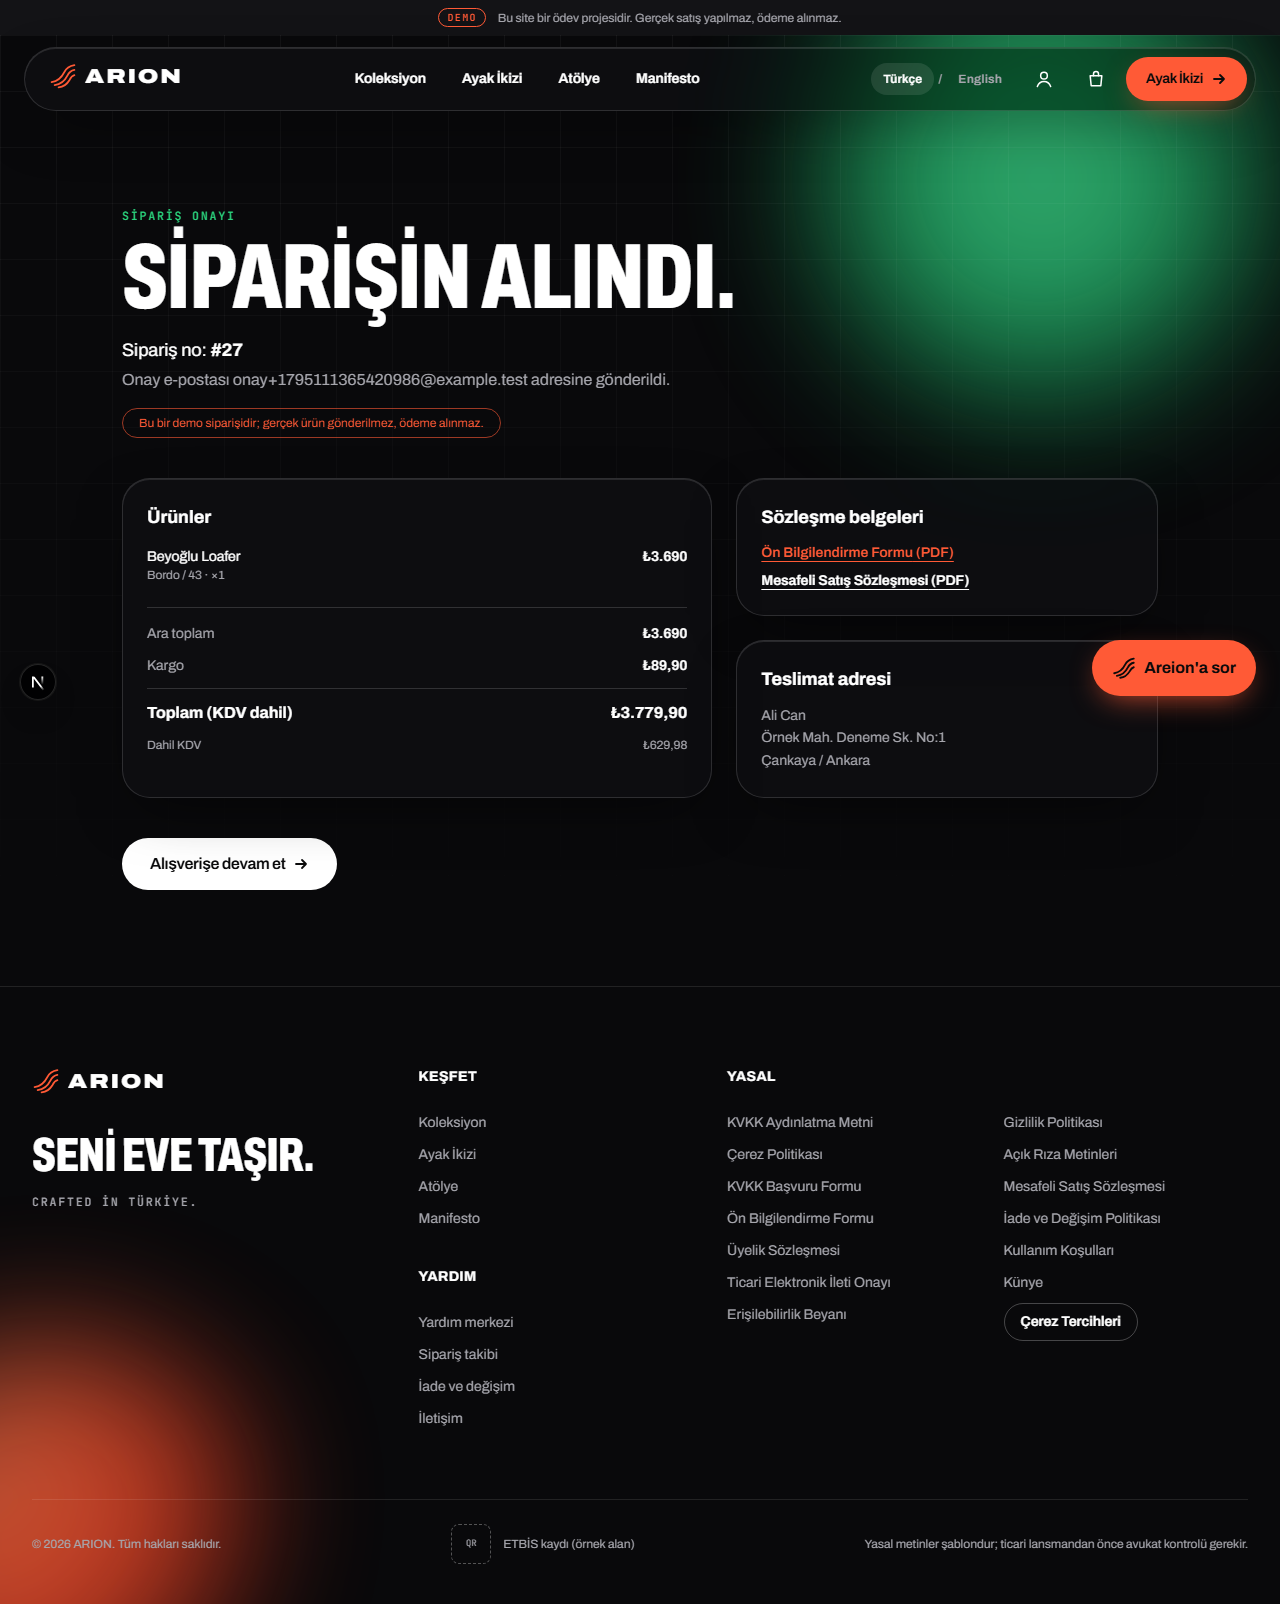 DEMO Bu site bir ödev projesidir. Gerçek satış yapılmaz, ödeme alınmaz.
ARION Koleksiyon Ayak İkizi Atölye Manifesto Türkçe / English Ayak İkizi
SİPARİŞ ONAYI
SİPARİŞİN ALINDI.
Sipariş no: #27
Onay e-postası onay+1795111365420986@example.test adresine gönderildi.
Bu bir demo siparişidir; gerçek ürün gönderilmez, ödeme alınmaz.
Ürünler
Beyoğlu Loafer ₺3.690
Bordo / 43 · ×1
Ara toplam ₺3.690
Kargo ₺89,90
Toplam (KDV dahil) ₺3.779,90
Dahil KDV ₺629,98
Sözleşme belgeleri
Ön Bilgilendirme Formu (PDF)
Mesafeli Satış Sözleşmesi (PDF)
Teslimat adresi
Ali Can
Örnek Mah. Deneme Sk. No:1
Çankaya / Ankara
N
Areion'a sor
Alışverişe devam et
ARION
SENİ EVE TAŞIR.
CRAFTED İN TÜRKİYE.
KEŞFET
Koleksiyon
Ayak İkizi
Atölye
Manifesto
YARDIM
Yardım merkezi
Sipariş takibi
İade ve değişim
İletişim
YASAL
KVKK Aydınlatma Metni
Çerez Politikası
KVKK Başvuru Formu
Ön Bilgilendirme Formu
Üyelik Sözleşmesi
Ticari Elektronik İleti Onayı
Erişilebilirlik Beyanı
Gizlilik Politikası
Açık Rıza Metinleri
Mesafeli Satış Sözleşmesi
İade ve Değişim Politikası
Kullanım Koşulları
Künye
Çerez Tercihleri
© 2026 ARION. Tüm hakları saklıdır.
QR ETBİS kaydı (örnek alan)
Yasal metinler şablondur; ticari lansmandan önce avukat kontrolü gerekir.